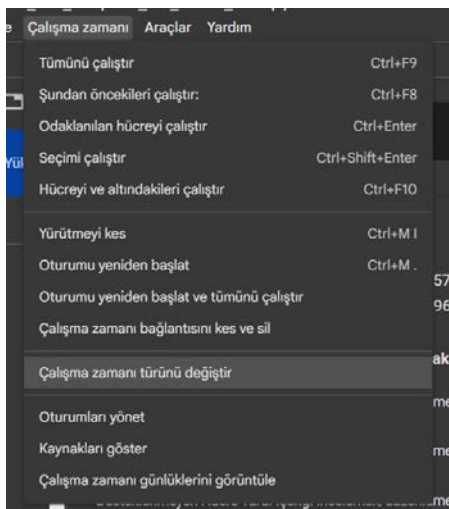 Çalışma zamanı Araçlar Yardım
Tümünü çalıştır Ctrl+F9
Şundan öncekileri çalıştır: Ctrl+F8
Odaklanılan hücreyi çalıştır Ctrl+Enter
Seçimi çalıştır Ctrl+Shift+Enter
Hücreyi ve altındakileri çalıştır Ctrl+F10
Yürütmeyi kes Ctrl+M I
Oturumu yeniden başlat Ctrl+M .
Oturumu yeniden başlat ve tümünü çalıştır
Çalışma zamanı bağlantısını kes ve sil
Çalışma zamanı türünü değiştir
Oturumları yönet
Kaynakları göster
Çalışma zamanı günlüklerini görüntüle